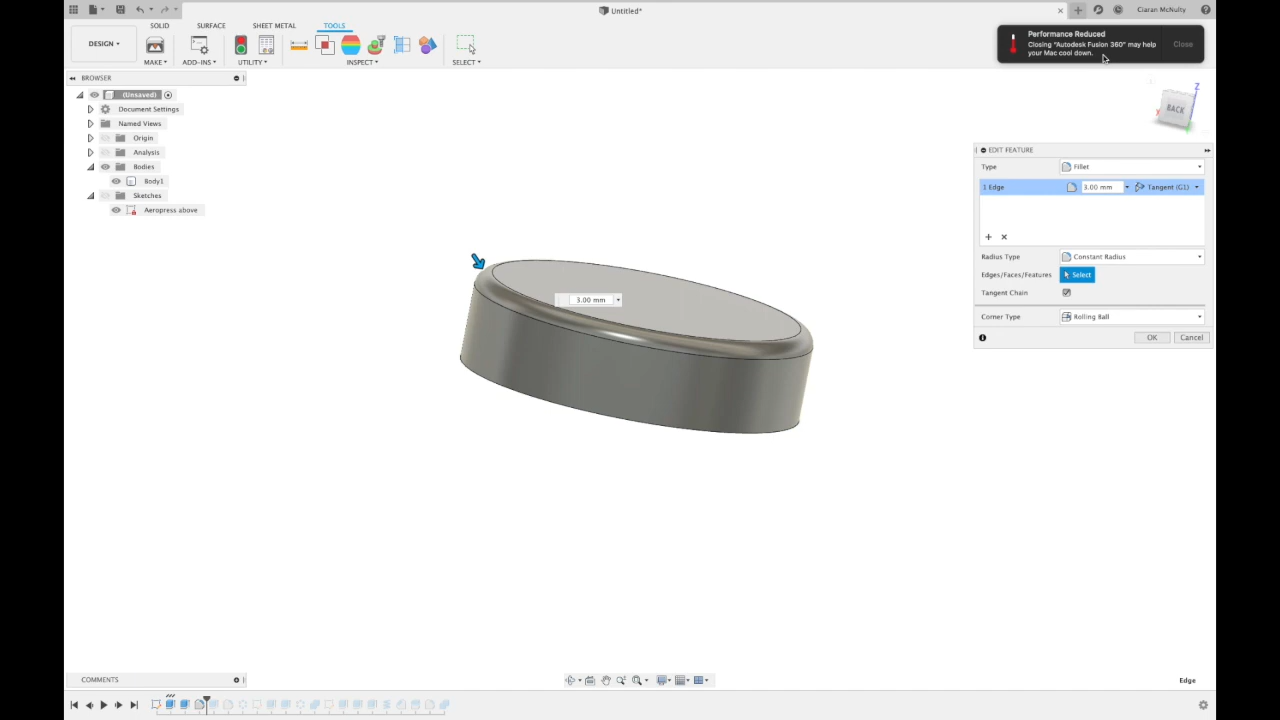 Untitled*
Ciaran McNulty
SOLID SURFACE SHEET METAL TOOLS
DESIGN
MAKE ADD-INS UTILITY INSPECT SELECT
Performance Reduced
Closing "Autodesk Fusion 360" may help
your Mac cool down.
Close
BROWSER
(Unsaved)
Document Settings
Named Views
Origin
Analysis
Bodies
Body1
Sketches
Aeropress above
Z
BACK
EDIT FEATURE
Type Fillet
1 Edge 3.00 mm Tangent (G1)
Radius Type Constant Radius
Edges/Faces/Features Select
Tangent Chain
Corner Type Rolling Ball
OK Cancel
3.00 mm
COMMENTS
Edge